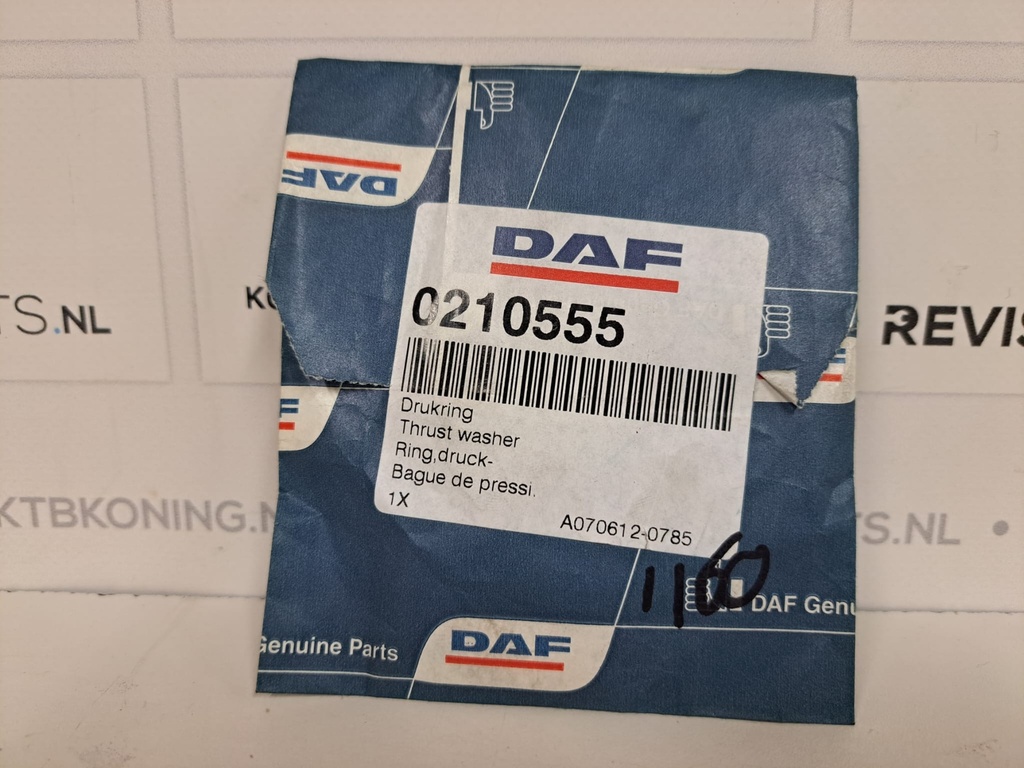 DAF
DAF
0210555
Drukring
Thrust washer
Ring,druck-
Bague de pressi.
1X
A070612-0785
1160
DAF Genu
Genuine Parts
DAF
F
TS.NL
KO
REVIS
KTBKONING.N
TS.NL